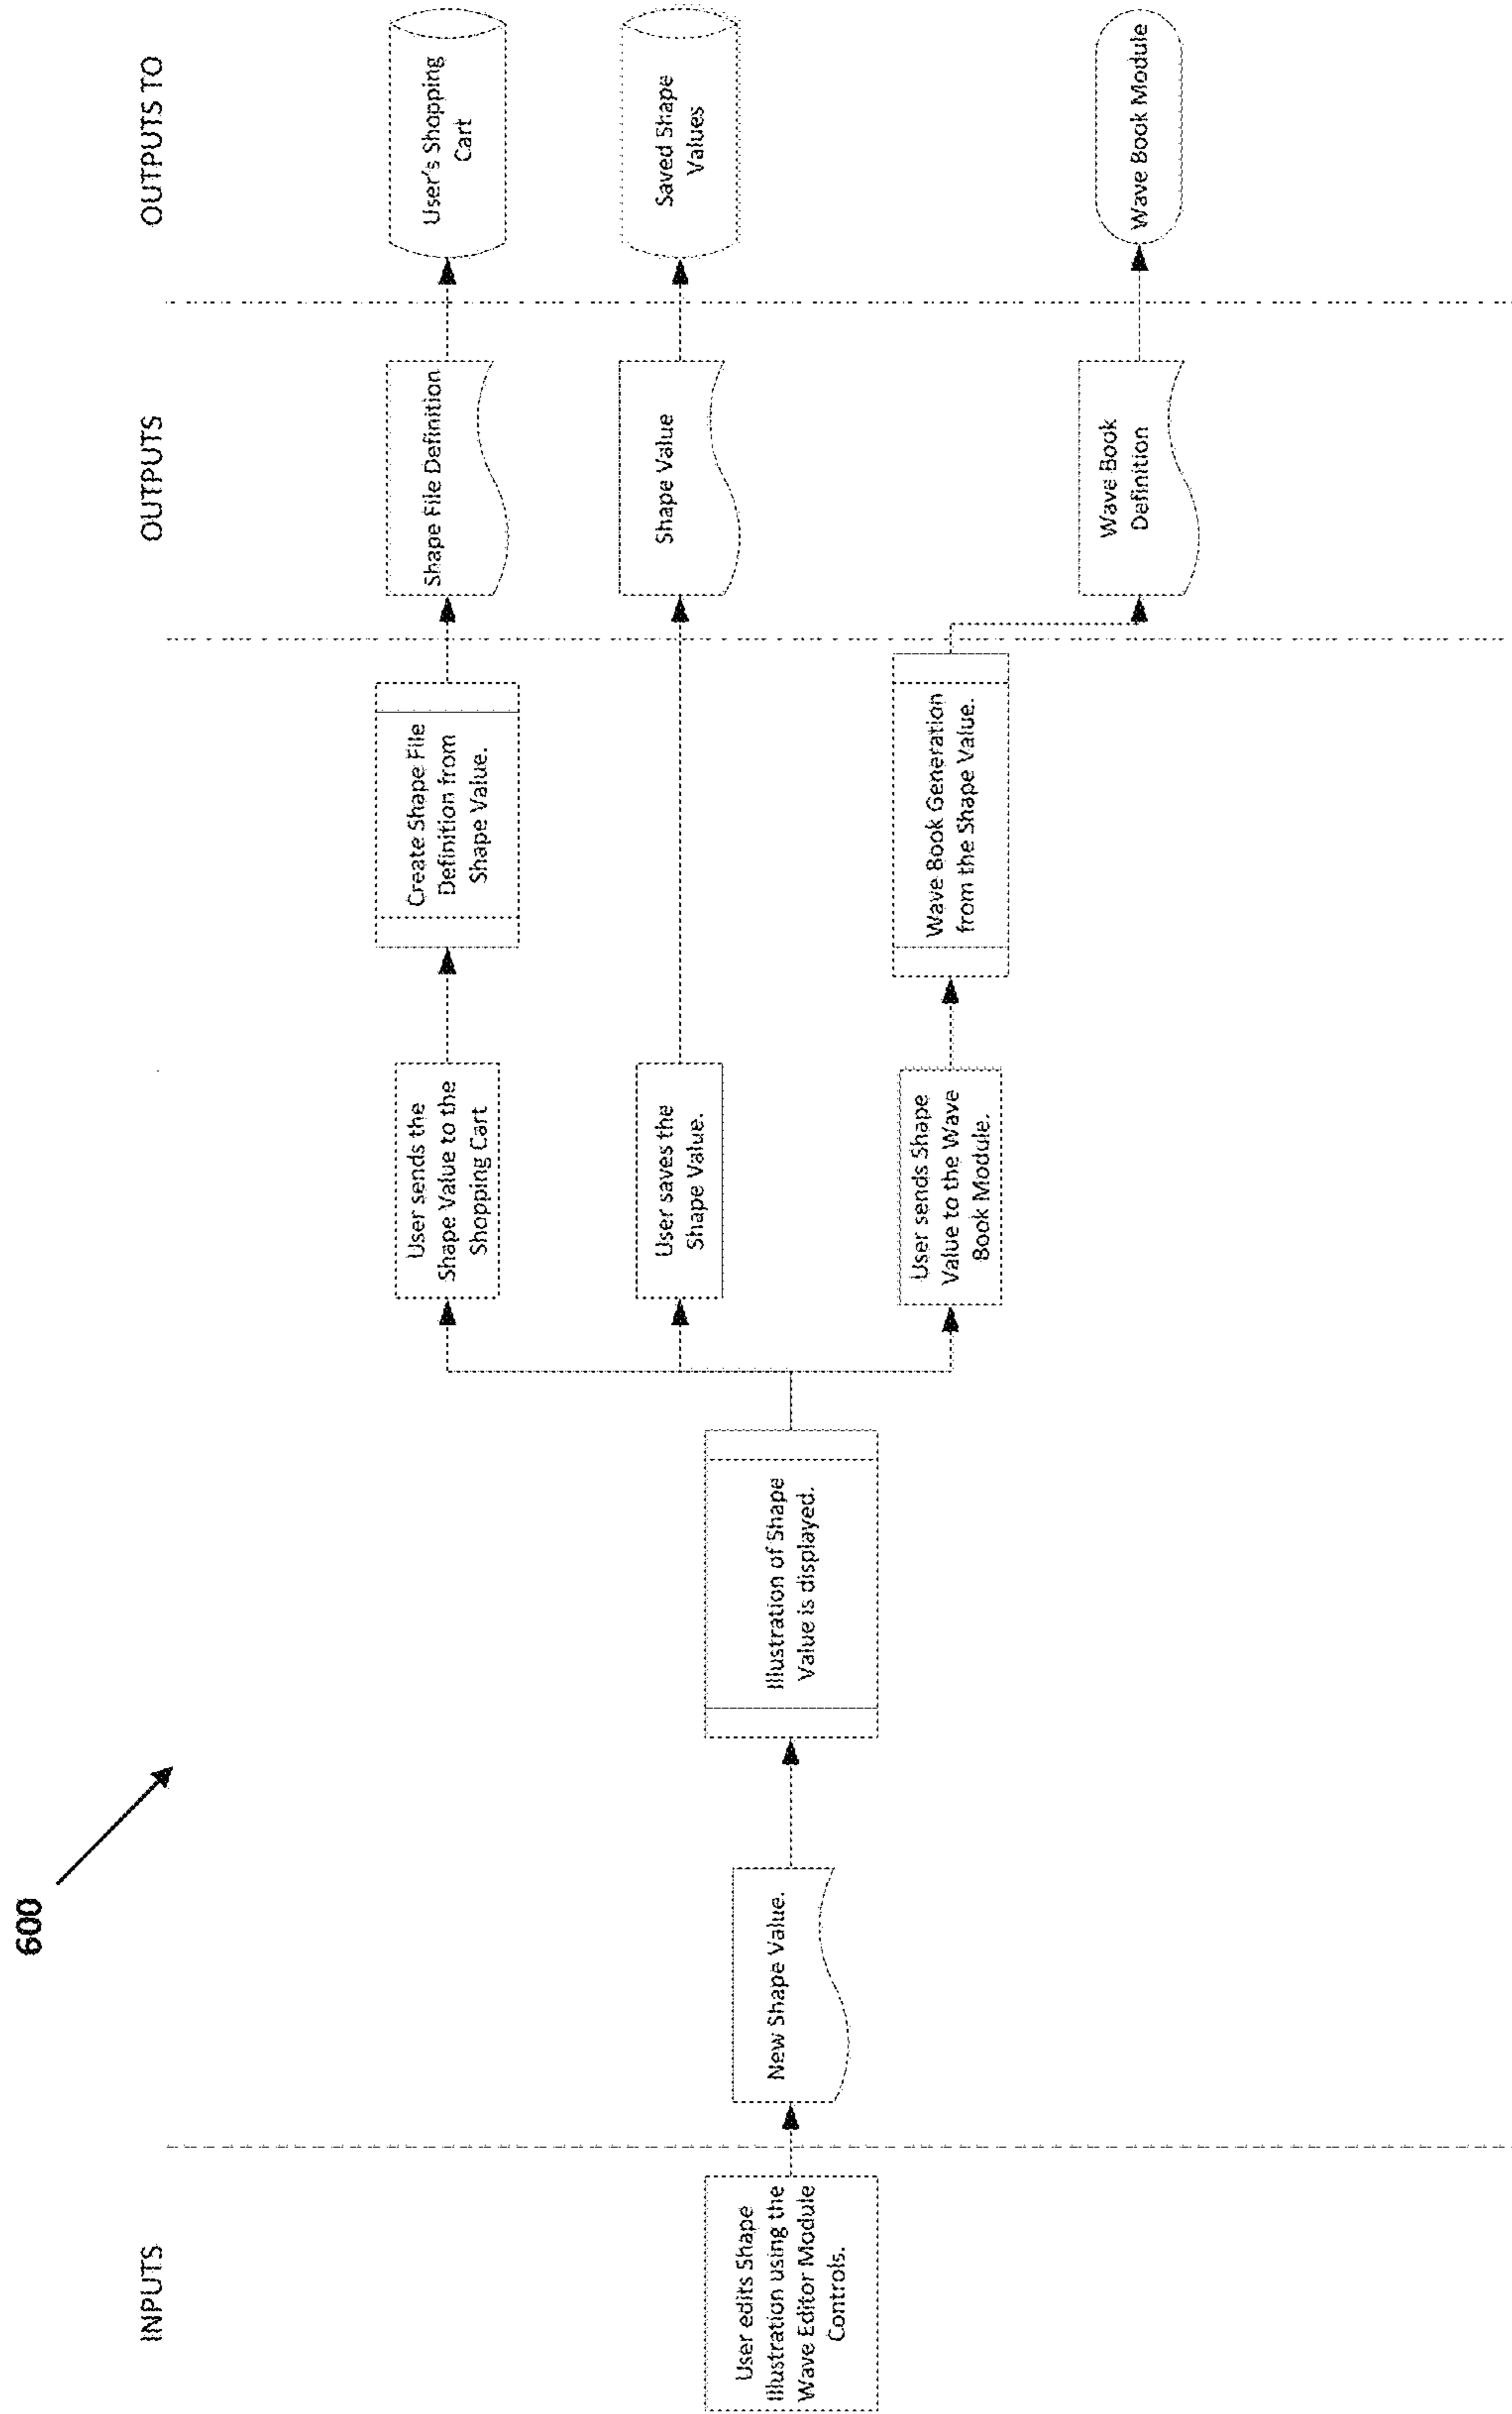 600
INPUTS
OUTPUTS
OUTPUTS TO
User edits Shape
Illustration using the
Wave Editor Module
Controls.
New Shape Value.
Illustration of Shape
Value is displayed.
User sends the
Shape Value to the
Shopping Cart
Create Shape File
Definition from
Shape Value.
Shape File Definition
User's Shopping
Cart
User saves the
Shape Value.
Shape Value
Saved Shape
Values
User sends Shape
Value to the Wave
Book Module.
Wave Book Generation
from the Shape Value.
Wave Book
Definition
Wave Book Module